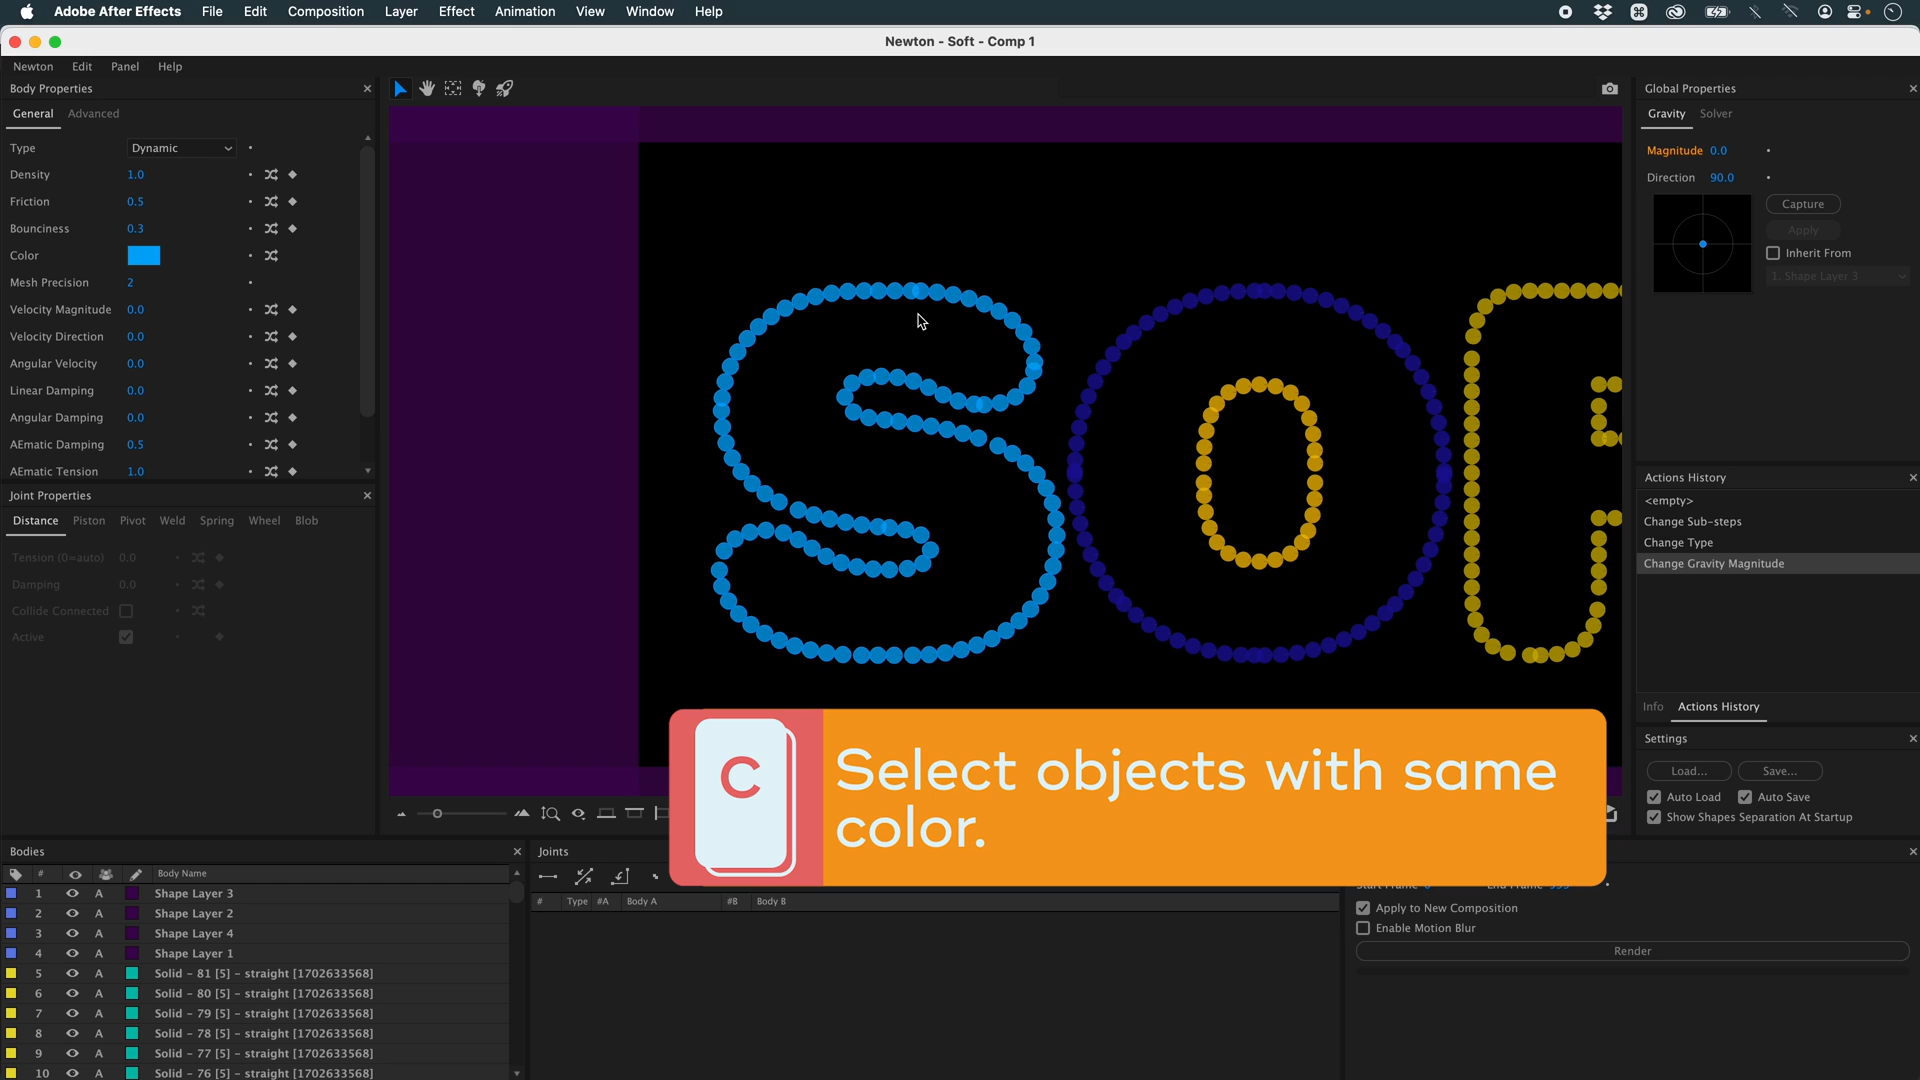 Adobe After Effects File Edit Composition Layer Effect Animation View Window Help
Newton - Soft - Comp 1
Newton Edit Panel Help
Body Properties
General Advanced
Type Dynamic
Density 1.0
Friction 0.5
Bounciness 0.3
Color
Mesh Precision 2
Velocity Magnitude 0.0
Velocity Direction 0.0
Angular Velocity 0.0
Linear Damping 0.0
Angular Damping 0.0
AEmatic Damping 0.5
AEmatic Tension 1.0
Joint Properties
Distance Piston Pivot Weld Spring Wheel Blob
Tension (0=auto) 0.0
Damping 0.0
Collide Connected
Active
SO
C
Select objects with same
color.
Global Properties
Gravity Solver
Magnitude 0.0
Direction 90.0
Capture
Apply
Inherit From
1. Shape Layer 3
Actions History
<empty>
Change Sub-steps
Change Type
Change Gravity Magnitude
Info Actions History
Settings
Load... Save...
Auto Load Auto Save
Show Shapes Separation At Startup
Bodies
# Body Name
1 A Shape Layer 3
2 A Shape Layer 2
3 A Shape Layer 4
4 A Shape Layer 1
5 A Solid - 81 [5] - straight [1702633568]
6 A Solid - 80 [5] - straight [1702633568]
7 A Solid - 79 [5] - straight [1702633568]
8 A Solid - 78 [5] - straight [1702633568]
9 A Solid - 77 [5] - straight [1702633568]
10 A Solid - 76 [5] - straight [1702633568]
Joints
# Type #A Body A #B Body B
Apply to New Composition
Enable Motion Blur
Render